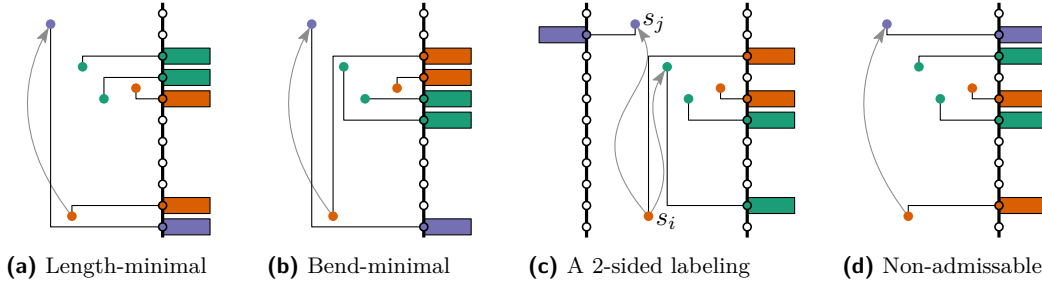 s_j
s_i
(a) Length-minimal
(b) Bend-minimal
(c) A 2-sided labeling
(d) Non-admissable